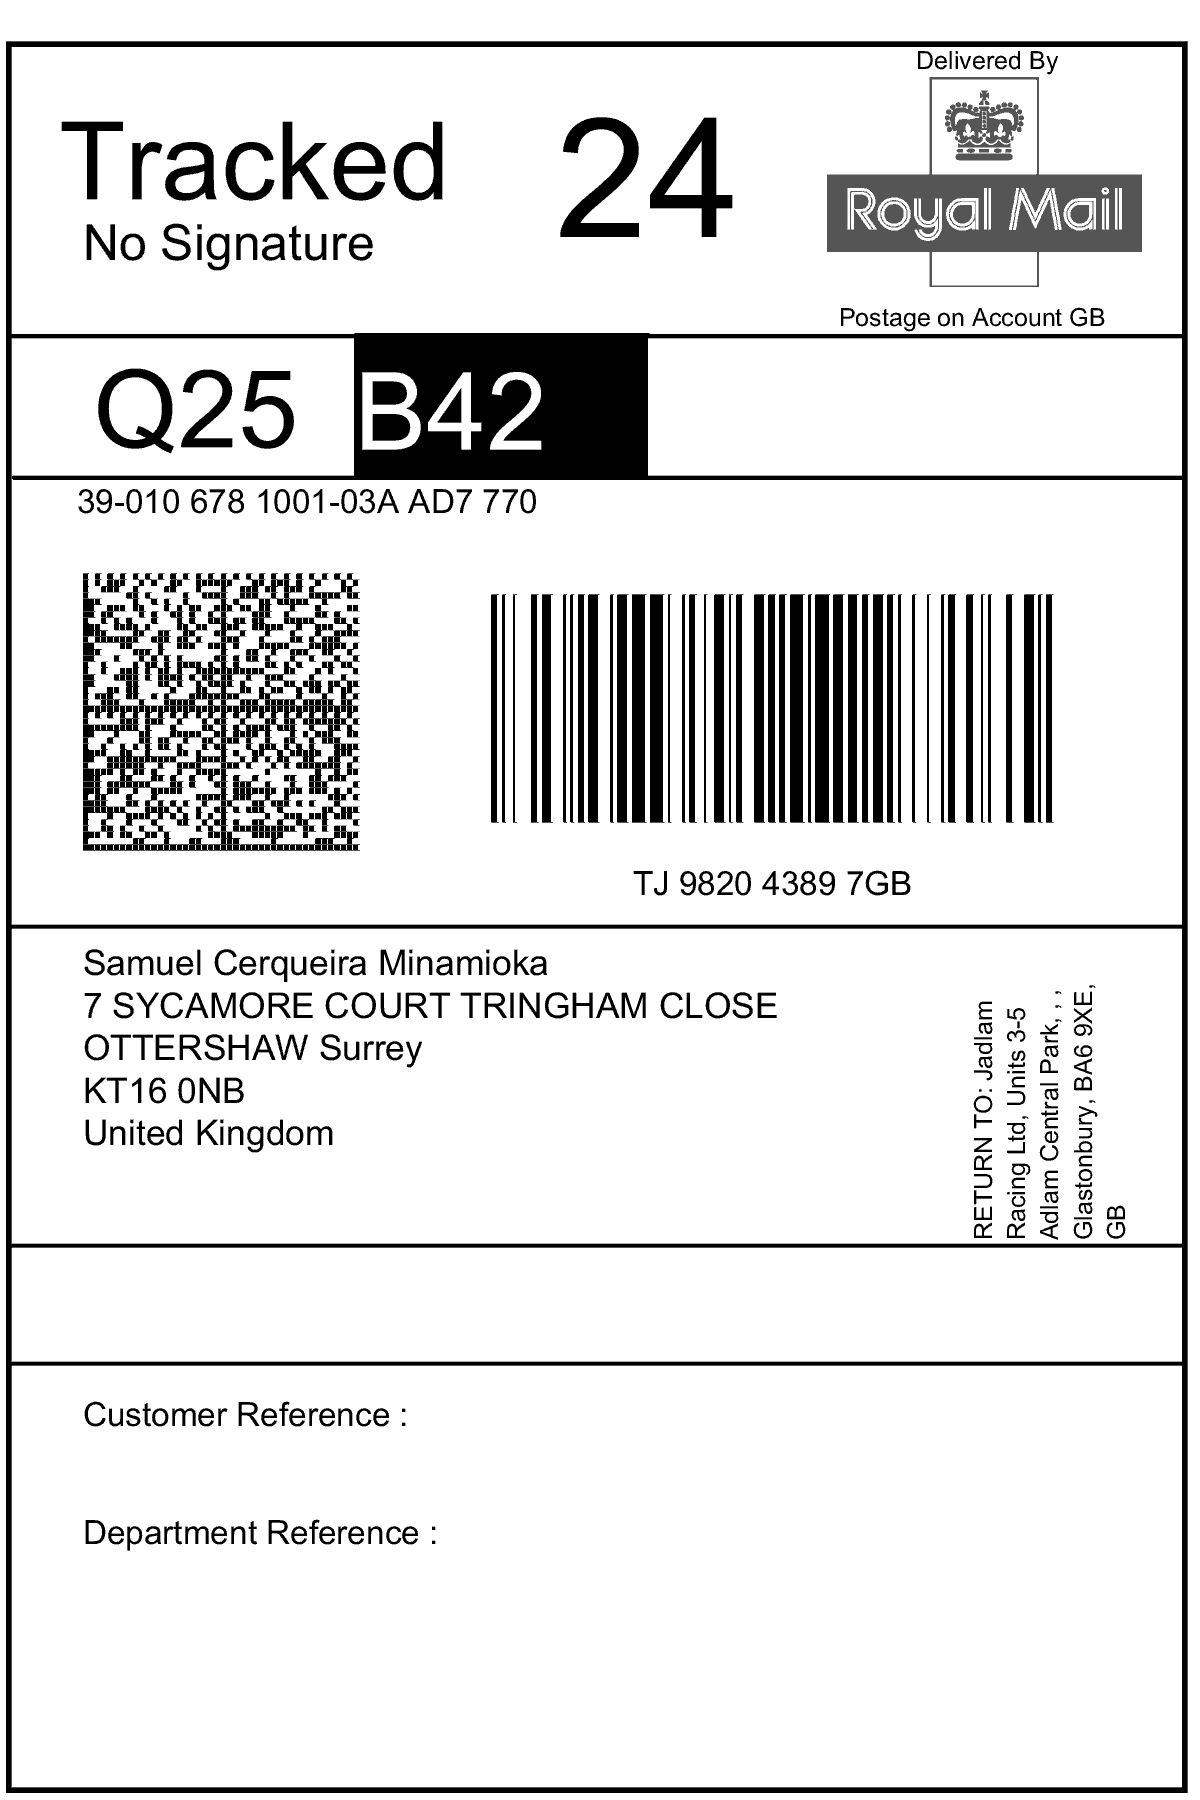 Delivered By
Tracked 24
No Signature
Royal Mail
Postage on Account GB
Q25 B42
39-010 678 1001-03A AD7 770
TJ 9820 4389 7GB
Samuel Cerqueira Minamioka
7 SYCAMORE COURT TRINGHAM CLOSE
OTTERSHAW Surrey
KT16 0NB
United Kingdom
RETURN TO: Jadlam
Racing Ltd, Units 3-5
Adlam Central Park, , ,
Glastonbury, BA6 9XE,
GB
Customer Reference :
Department Reference :